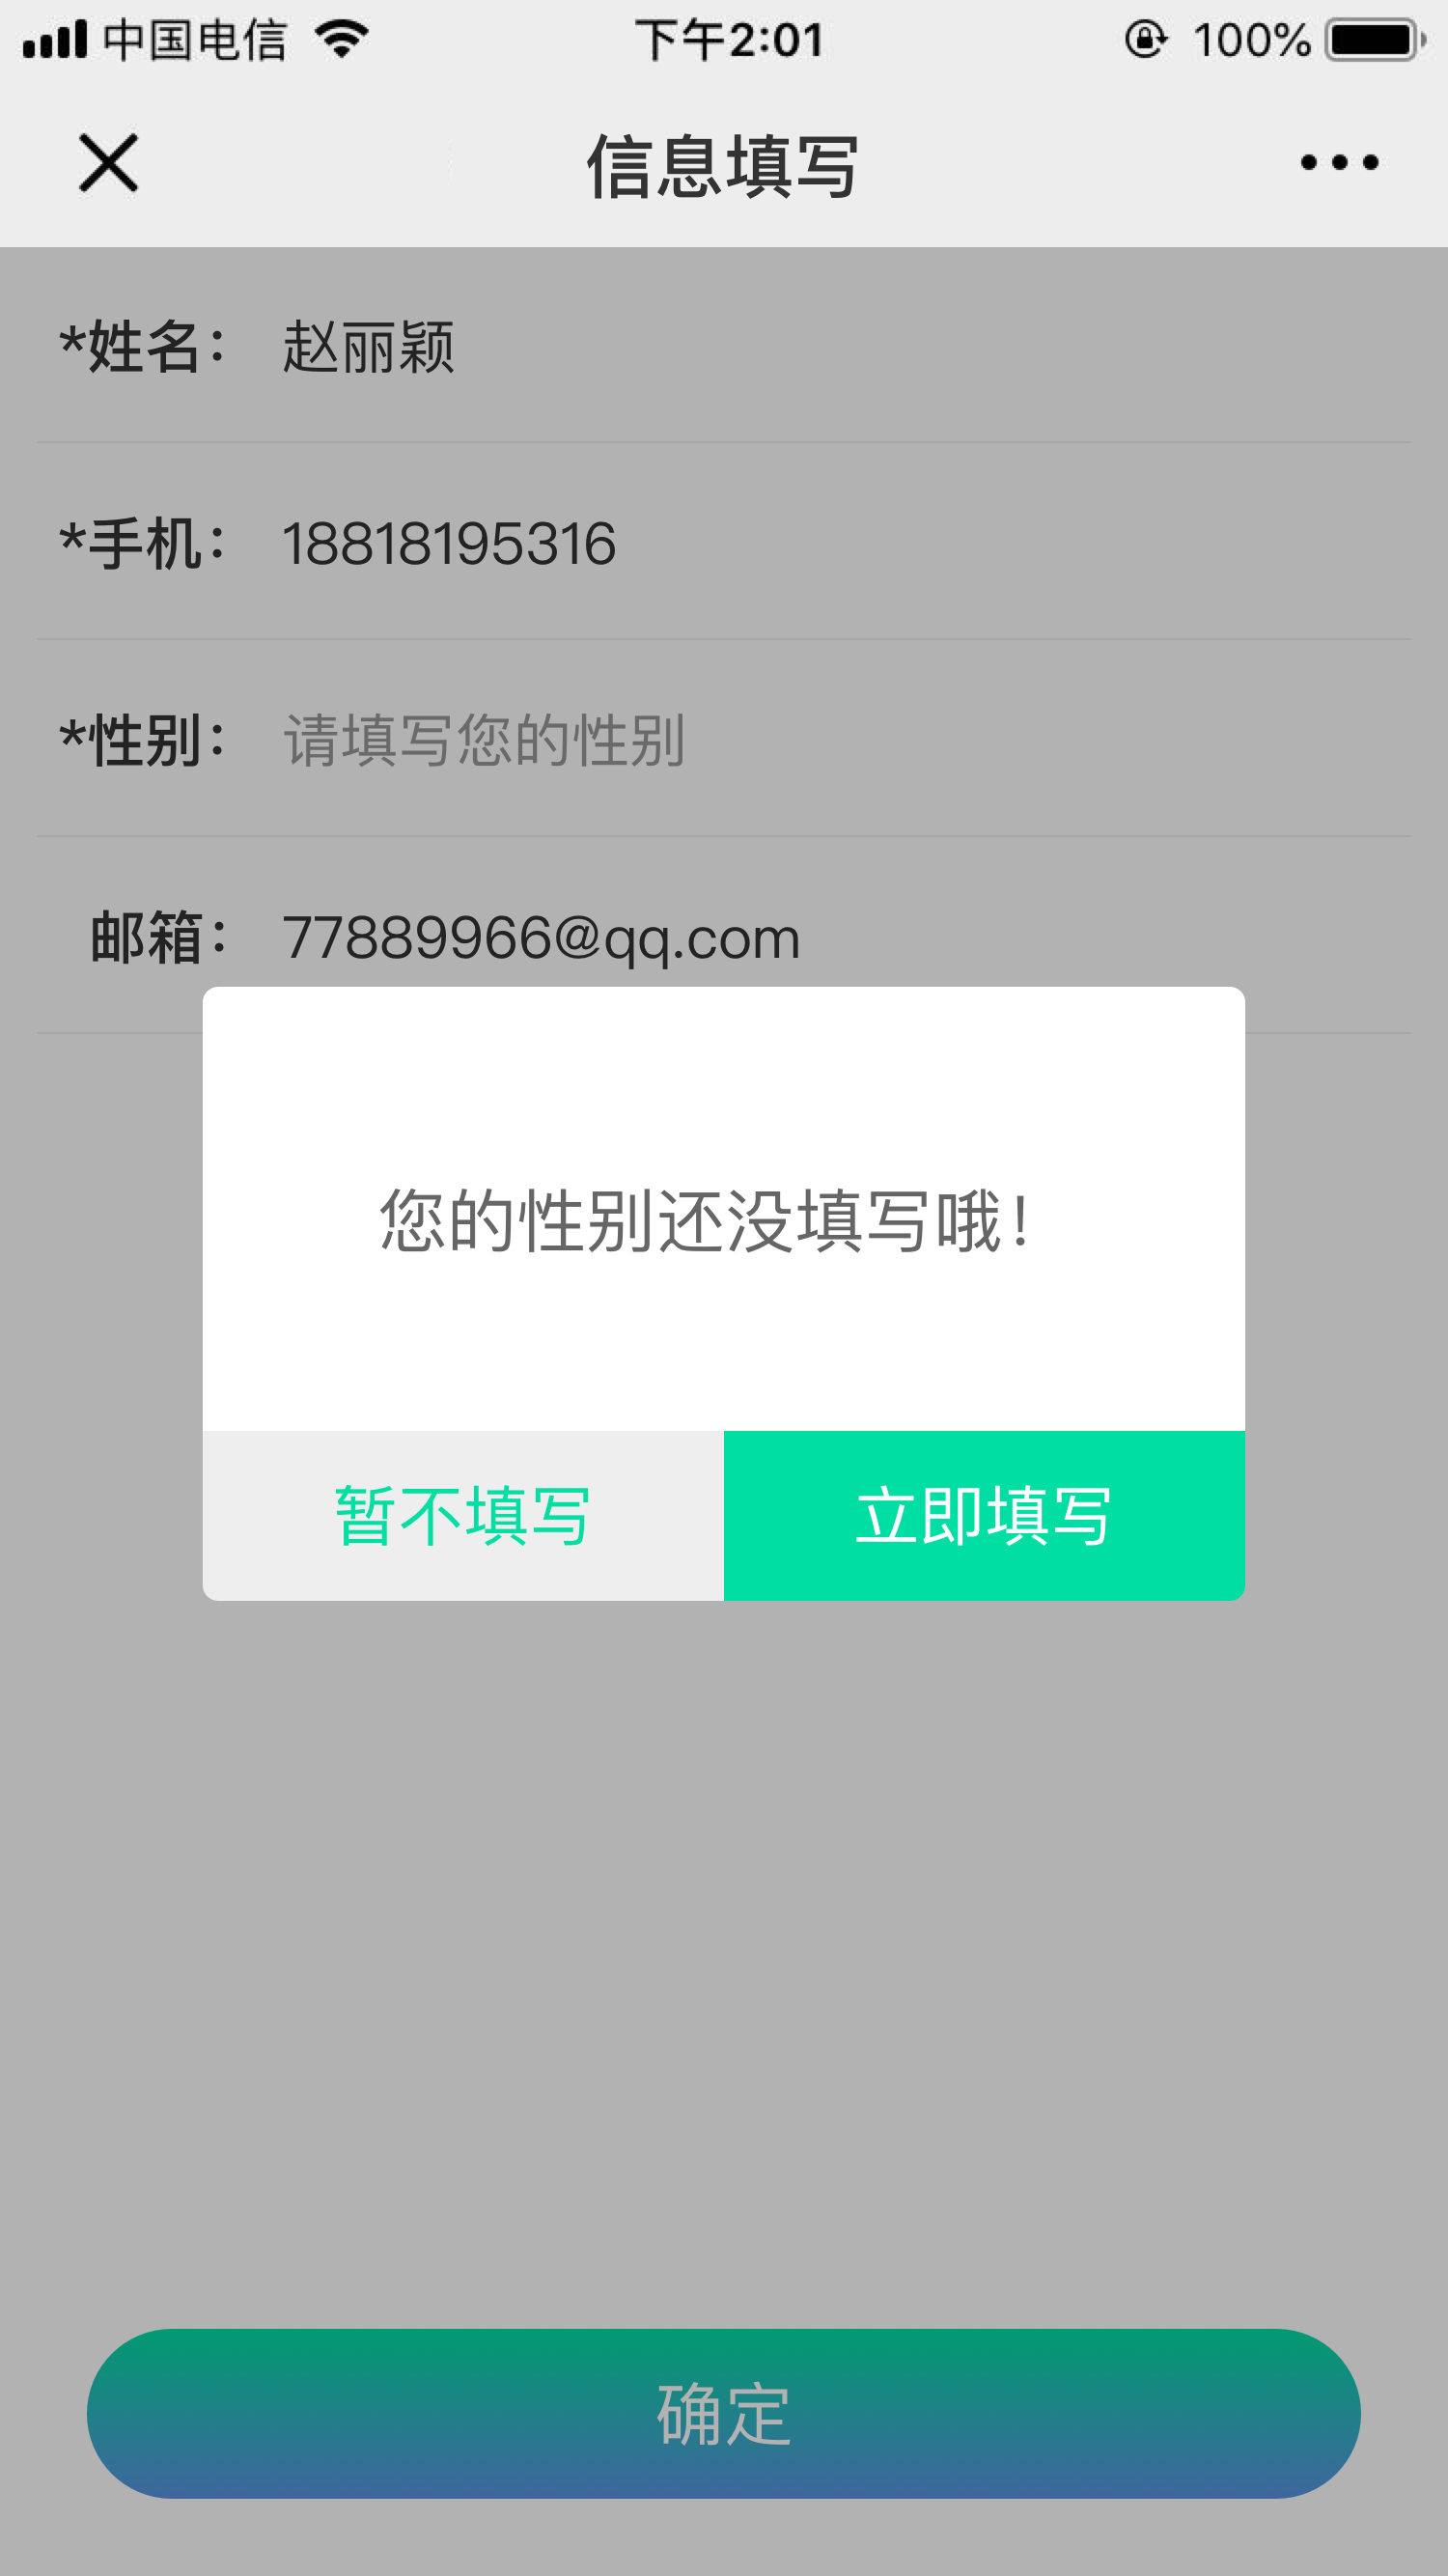 中国电信 下午2:01 100%
信息填写
*姓名： 赵丽颖
*手机： 18818195316
*性别： 请填写您的性别
邮箱： 77889966@qq.com
您的性别还没填写哦！
暂不填写 立即填写
确定